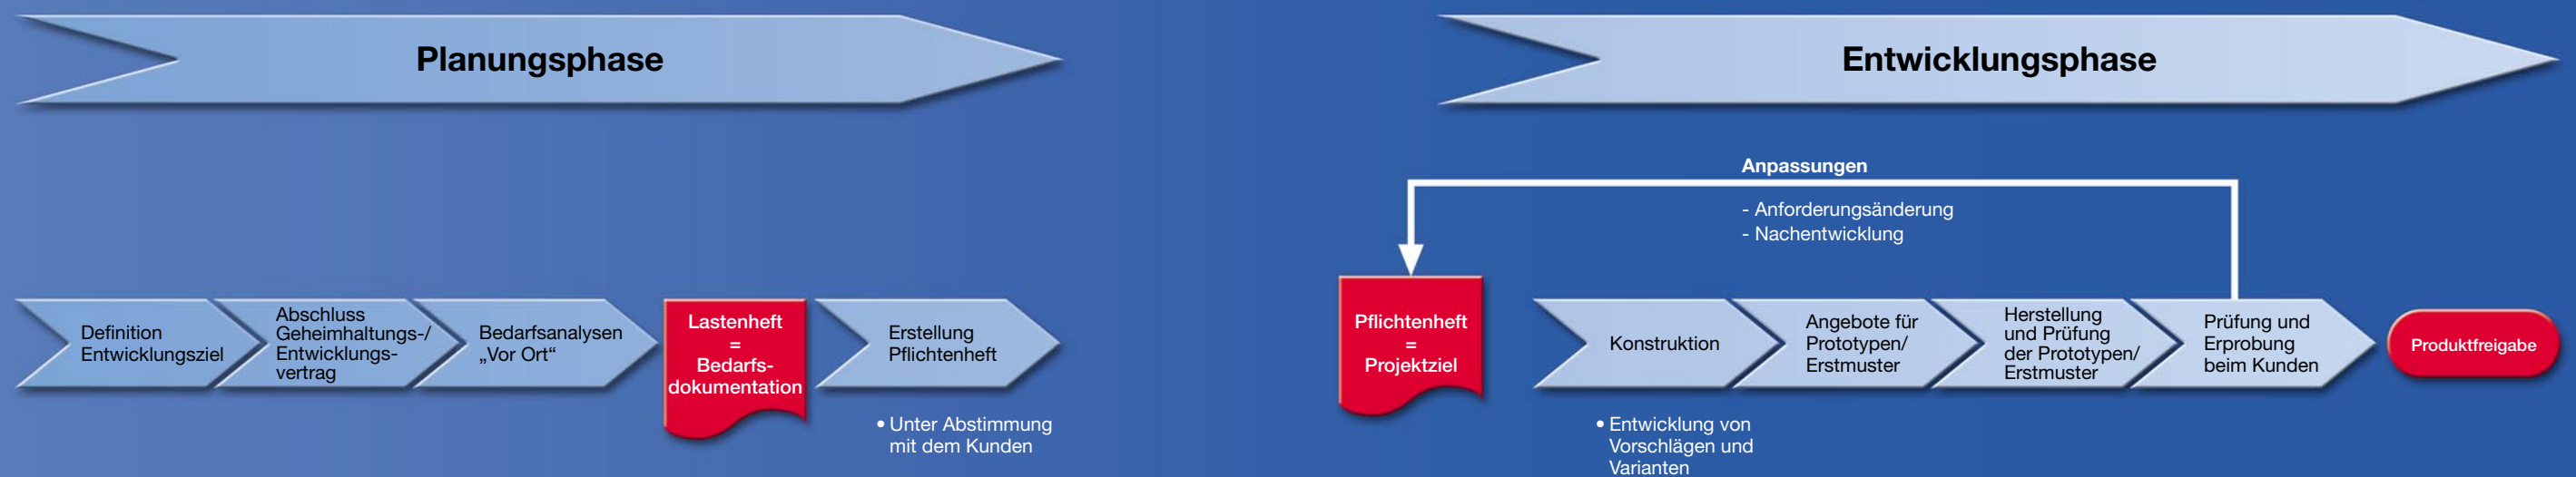 Planungsphase
Definition
Entwicklungsziel
Abschluss
Geheimhaltungs-/
Entwicklungs-
vertrag
Bedarfsanalysen
„Vor Ort“
Lastenheft
=
Bedarfs-
dokumentation
Erstellung
Pflichtenheft
• Unter Abstimmung
mit dem Kunden
Entwicklungsphase
Anpassungen
- Anforderungsänderung
- Nachentwicklung
Pflichtenheft
=
Projektziel
Konstruktion
• Entwicklung von
Vorschlägen und
Varianten
Angebote für
Prototypen/
Erstmuster
Herstellung
und Prüfung
der Prototypen/
Erstmuster
Prüfung und
Erprobung
beim Kunden
Produktfreigabe